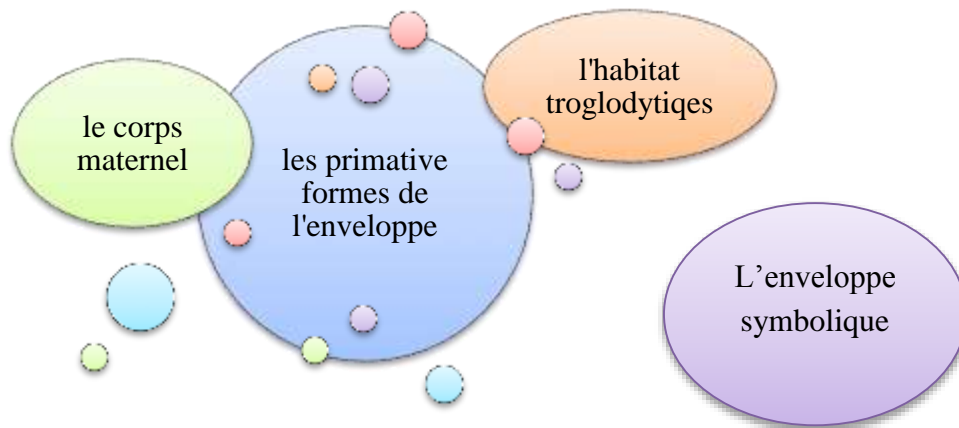 le corps
maternel
les primative
formes de
l'enveloppe
l'habitat
troglodytiqes
L’enveloppe
symbolique